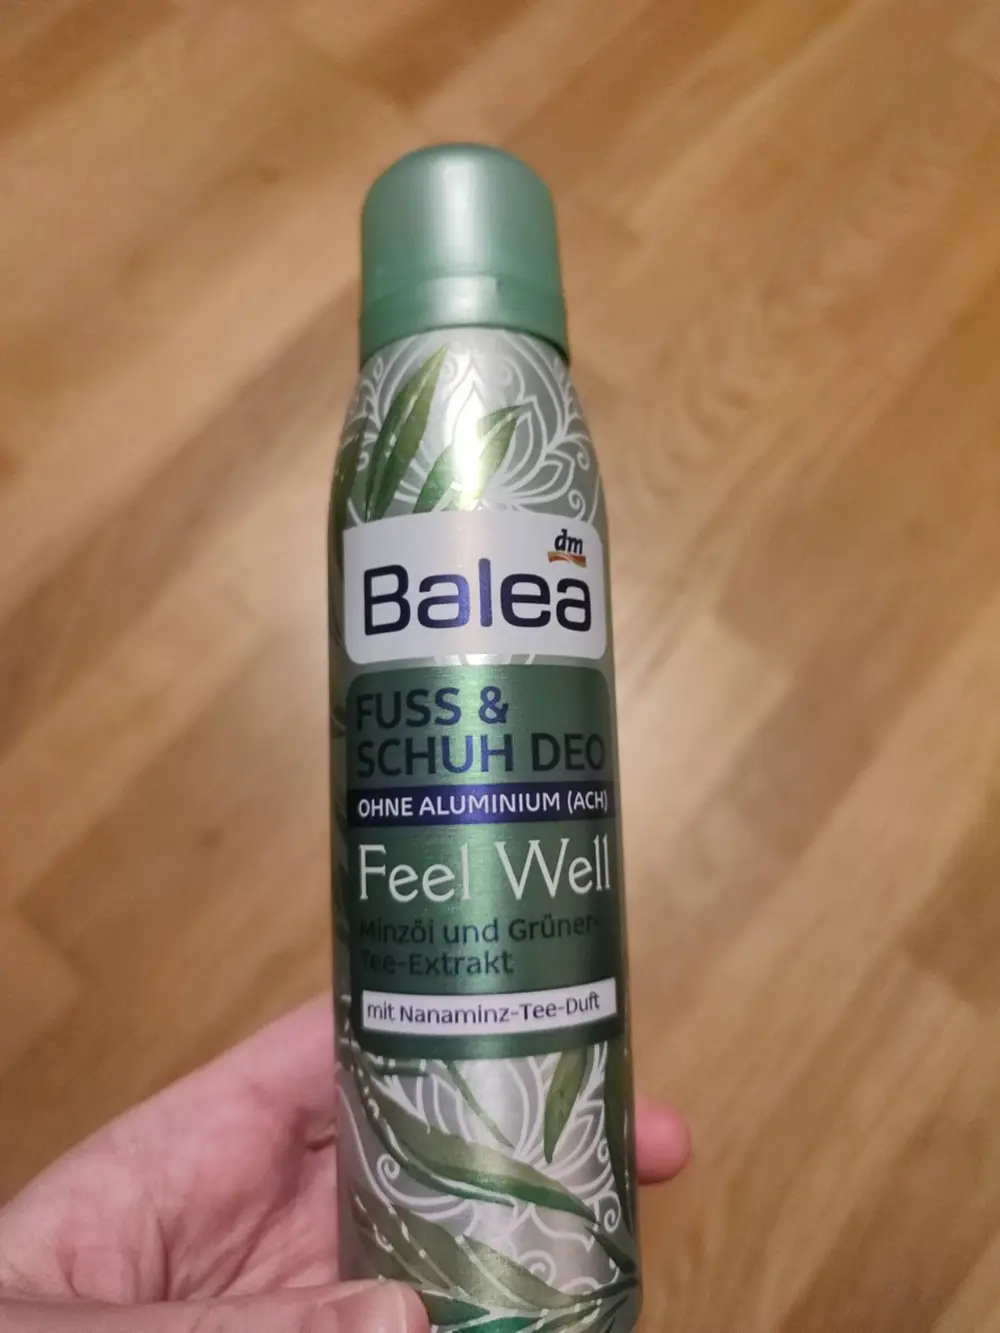 dm
Balea
FUSS &
SCHUH DEO
OHNE ALUMINIUM (ACH)
Feel Well
Minzöl und Grüner-
Tee-Extrakt
mit Nanaminz-Tee-Duft